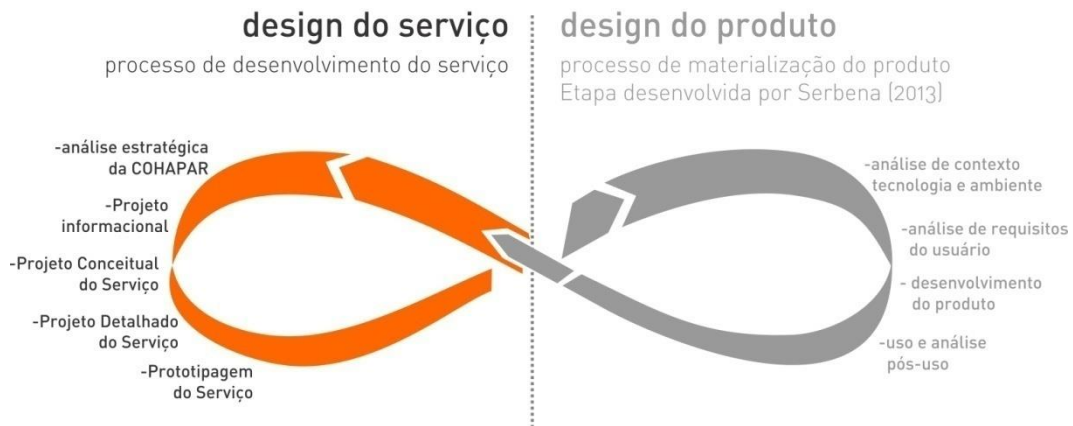 design do serviço
processo de desenvolvimento do serviço
-análise estratégica
da COHAPAR
-Projeto
informacional
-Projeto Conceitual
do Serviço
-Projeto Detalhado
do Serviço
-Prototipagem
do Serviço
design do produto
processo de materialização do produto
Etapa desenvolvida por Serbena (2013)
-análise de contexto
tecnologia e ambiente
-análise de requisitos
do usuário
- desenvolvimento
do produto
-uso e análise
pós-uso